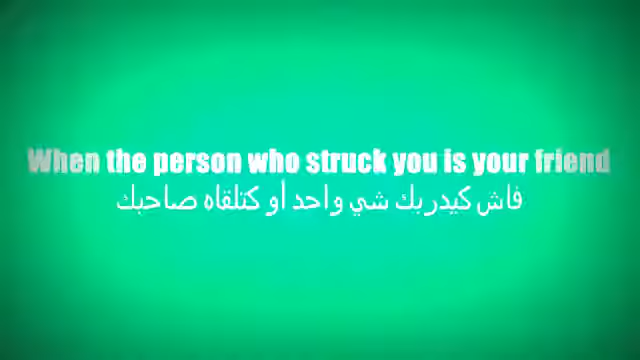 When the person who struck you is your friend
فاش كيدربك شي واحد أو كتلقاه صاحبك